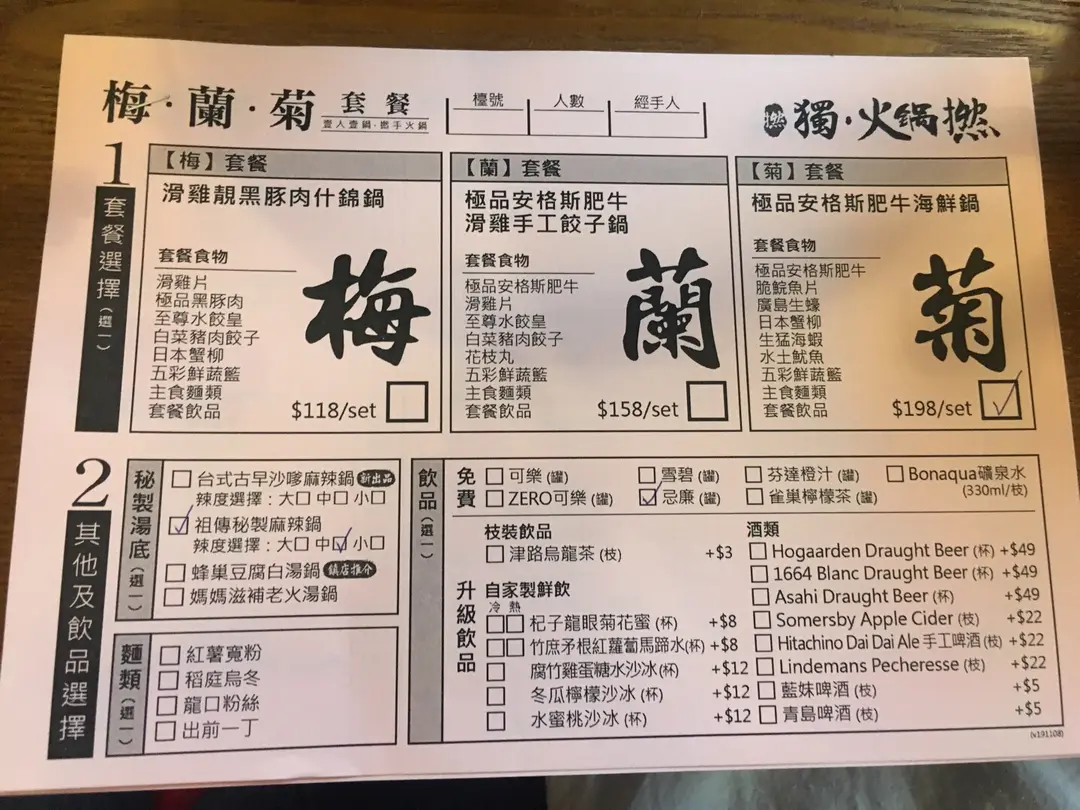 梅·蘭·菊 套餐
壹人壹鍋·撚手火鍋
檯號 人數 經手人
撚 獨·火鍋撚
1
套餐選擇(選一)
【梅】套餐
滑雞靚黑豚肉什錦鍋
套餐食物
滑雞片
極品黑豚肉
至尊水餃皇
白菜豬肉餃子
日本蟹柳
五彩鮮蔬籃
主食麵類
套餐飲品
梅
$118/set
【蘭】套餐
極品安格斯肥牛
滑雞手工餃子鍋
套餐食物
極品安格斯肥牛
滑雞片
至尊水餃皇
白菜豬肉餃子
花枝丸
五彩鮮蔬籃
主食麵類
套餐飲品
蘭
$158/set
【菊】套餐
極品安格斯肥牛海鮮鍋
套餐食物
極品安格斯肥牛
脆鯇魚片
廣島生蠔
日本蟹柳
生猛海蝦
水土魷魚
五彩鮮蔬籃
主食麵類
套餐飲品
菊
$198/set
2
其他及飲品選擇
秘製湯底(選一)
台式古早沙嗲麻辣鍋 新出品
辣度選擇:大 中 小
祖傳秘製麻辣鍋
辣度選擇:大 中 小
蜂巢豆腐白湯鍋 鎮店推介
媽媽滋補老火湯鍋
麵類(選一)
紅薯寬粉
稻庭烏冬
龍口粉絲
出前一丁
飲品(選一)
免費
可樂(罐) 雪碧(罐) 芬達橙汁(罐) Bonaqua礦泉水
(330ml/枝)
ZERO可樂(罐) 忌廉(罐) 雀巢檸檬茶(罐)
升級飲品
枝裝飲品
津路烏龍茶(枝) +$3
自家製鮮飲
冷 熱
杞子龍眼菊花蜜(杯) +$8
竹庶矛根紅蘿蔔馬蹄水(杯) +$8
腐竹雞蛋糖水沙冰(杯) +$12
冬瓜檸檬沙冰(杯) +$12
水蜜桃沙冰(杯) +$12
酒類
Hogaarden Draught Beer(杯) +$49
1664 Blanc Draught Beer(杯) +$49
Asahi Draught Beer(杯) +$49
Somersby Apple Cider(枝) +$22
Hitachino Dai Dai Ale 手工啤酒(枝) +$22
Lindemans Pecheresse(枝) +$22
藍妹啤酒(枝) +$5
青島啤酒(枝) +$5
(v191108)